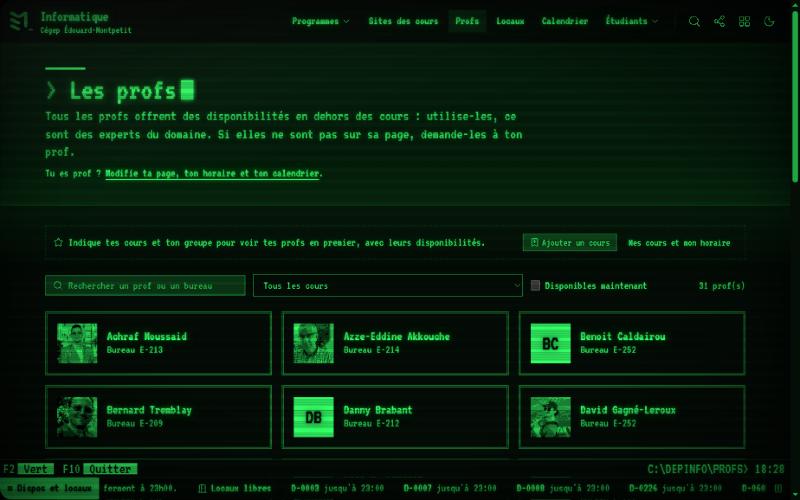 Informatique
Cégep Édouard-Montpetit
Programmes
Sites des cours
Profs
Locaux
Calendrier
Étudiants
> Les profs
Tous les profs offrent des disponibilités en dehors des cours : utilise-les, ce
sont des experts du domaine. Si elles ne sont pas sur sa page, demande-les à ton
prof.
Tu es prof ? Modifie ta page, ton horaire et ton calendrier.
Indique tes cours et ton groupe pour voir tes profs en premier, avec leurs disponibilités.
Ajouter un cours
Mes cours et mon horaire
Rechercher un prof ou un bureau
Tous les cours
Disponibles maintenant
31 prof(s)
Achraf Moussaid
Bureau E-213
Azze-Eddine Akkouche
Bureau E-214
BC
Benoit Caldairou
Bureau E-252
Bernard Tremblay
Bureau E-209
DB
Danny Brabant
Bureau E-212
David Gagné-Leroux
Bureau E-252
F2 Vert F10 Quitter
C:\DEPINFO\PROFS> 18:28
Dispos et locaux
ferment à 23h00.
Locaux libres
D-0003 jusqu'à 23:00
D-0007 jusqu'à 23:00
D-0008 jusqu'à 23:00
D-0226 jusqu'à 23:00